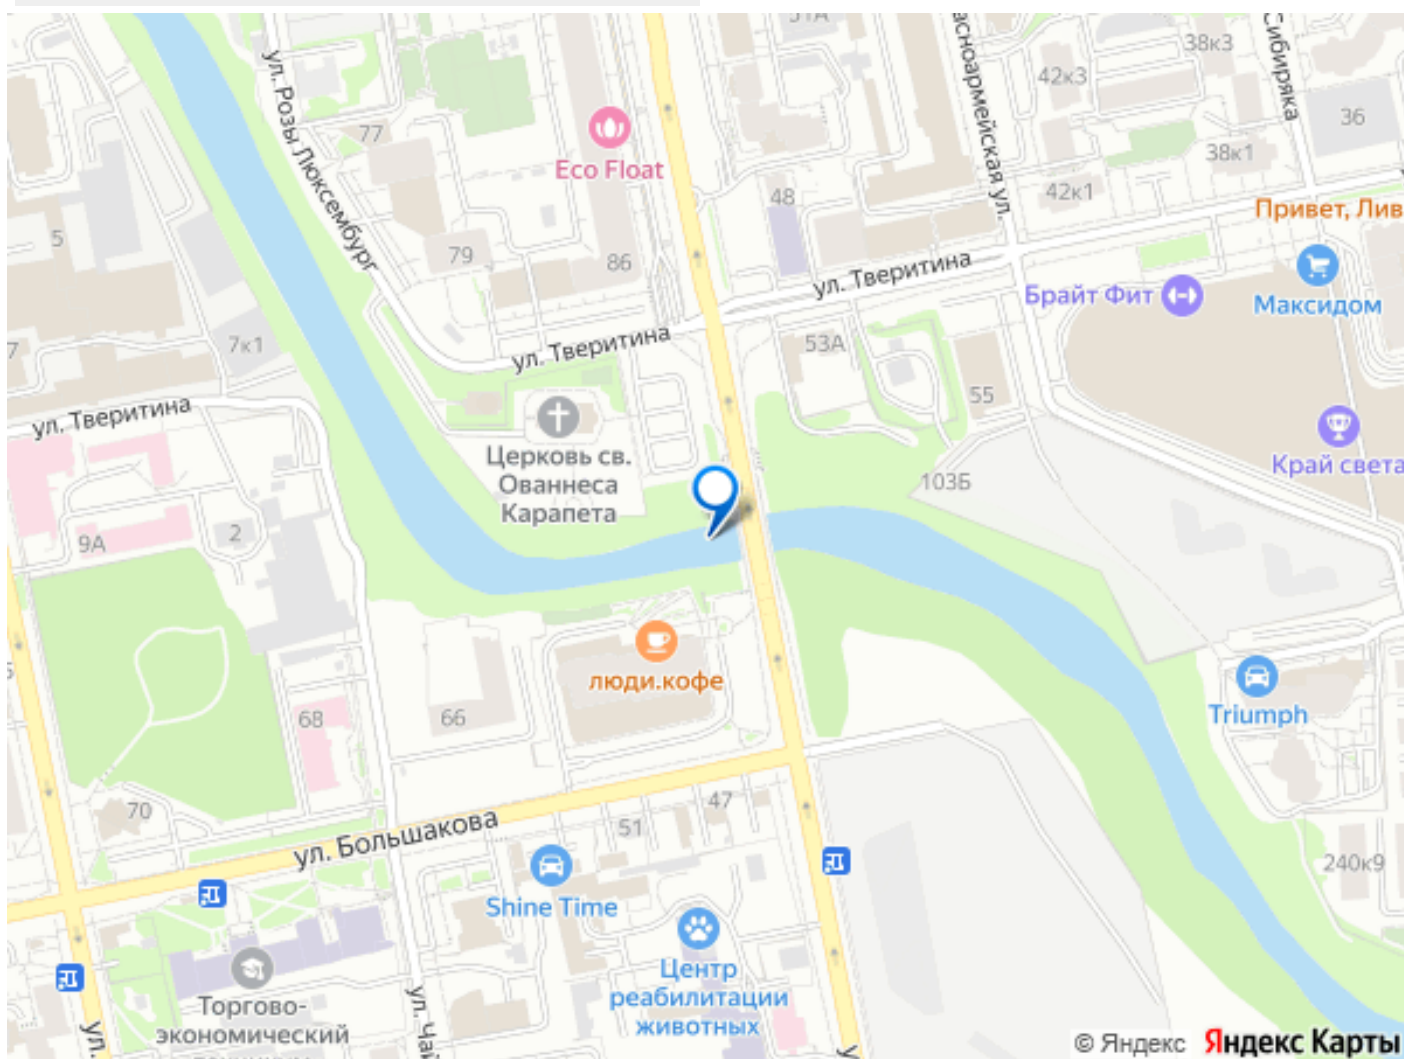 51А
38к3
Сибиряка
42к3
ул. Розы Люксембург
77
36
Eco Float
38к1
48
42к1
Привет, Лив
5
79
86
ул. Тверитина
Брайт Фит
Максидом
7к1
ул. Тверитина
53А
7
55
ул. Тверитина
Церковь св.
Ованнеса
Карапета
Край света
103Б
2
9А
люди.кофе
68
66
Triumph
70
47
51
ул. Большакова
240к9
Shine Time
Центр
реабилитации
животных
Торгово-
экономический
ул.
© Яндекс
Яндекс Карты